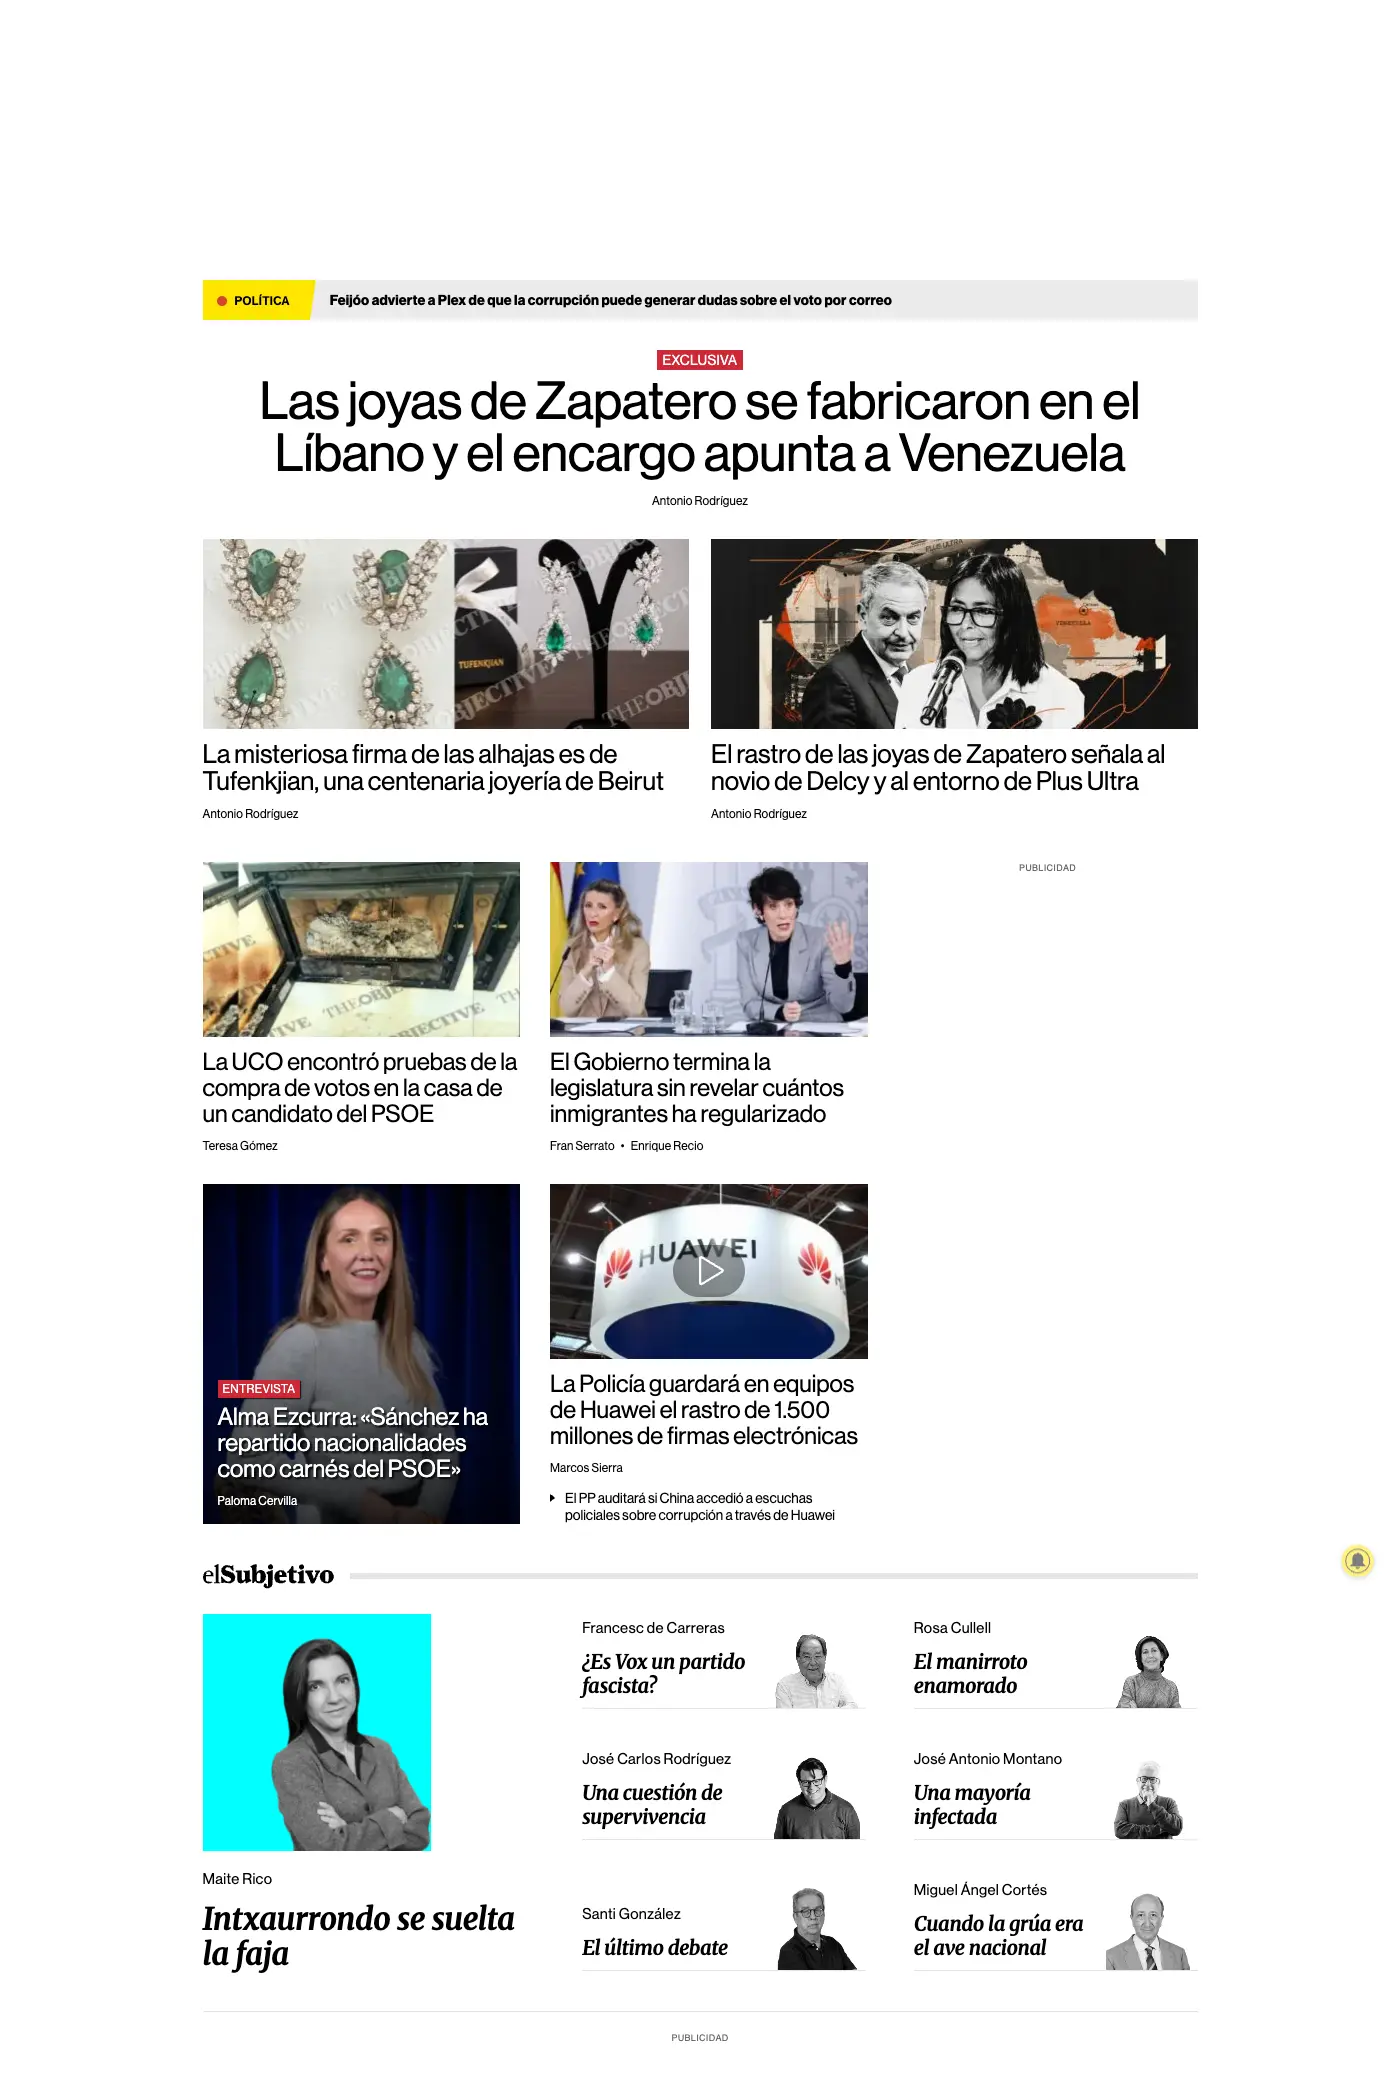 POLÍTICA
Feijóo advierte a Plex de que la corrupción puede generar dudas sobre el voto por correo
EXCLUSIVA
Las joyas de Zapatero se fabricaron en el
Líbano y el encargo apunta a Venezuela
Antonio Rodríguez
THEOBJECTIVE
TUFENKJIAN
PLUS ULTRA
VENEZUELA
La misteriosa firma de las alhajas es de
Tufenkjian, una centenaria joyería de Beirut
Antonio Rodríguez
El rastro de las joyas de Zapatero señala al
novio de Delcy y al entorno de Plus Ultra
Antonio Rodríguez
PUBLICIDAD
THEOBJECTIVE
La UCO encontró pruebas de la
compra de votos en la casa de
un candidato del PSOE
Teresa Gómez
El Gobierno termina la
legislatura sin revelar cuántos
inmigrantes ha regularizado
Fran Serrato • Enrique Recio
ENTREVISTA
Alma Ezcurra: «Sánchez ha
repartido nacionalidades
como carnés del PSOE»
Paloma Cervilla
HUAWEI
La Policía guardará en equipos
de Huawei el rastro de 1.500
millones de firmas electrónicas
Marcos Sierra
El PP auditará si China accedió a escuchas
policiales sobre corrupción a través de Huawei
elSubjetivo
Maite Rico
Intxaurrondo se suelta
la faja
Francesc de Carreras
¿Es Vox un partido
fascista?
Rosa Cullell
El manirroto
enamorado
José Carlos Rodríguez
Una cuestión de
supervivencia
José Antonio Montano
Una mayoría
infectada
Santi González
El último debate
Miguel Ángel Cortés
Cuando la grúa era
el ave nacional
PUBLICIDAD